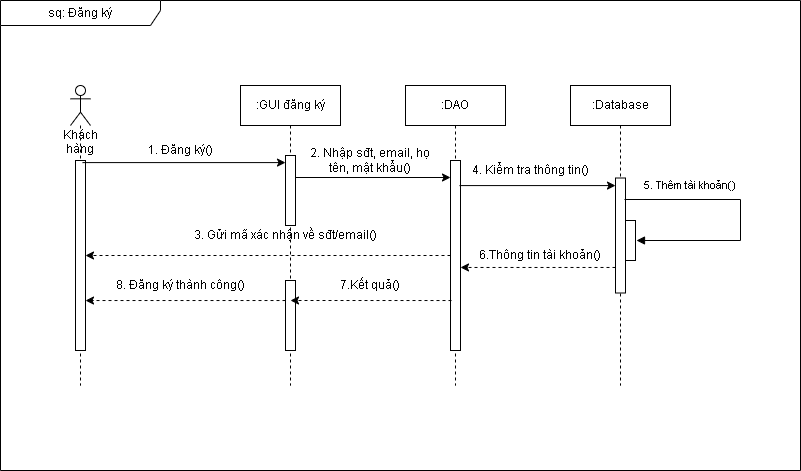 sq: Đăng ký
:GUI đăng ký
:DAO
:Database
Khách
hàng
1. Đăng ký()
2. Nhập sđt, email, họ
tên, mật khẩu()
4. Kiểm tra thông tin()
5. Thêm tài khoản()
3. Gửi mã xác nhận về sđt/email()
6.Thông tin tài khoản()
8. Đăng ký thành công()
7.Kết quả()